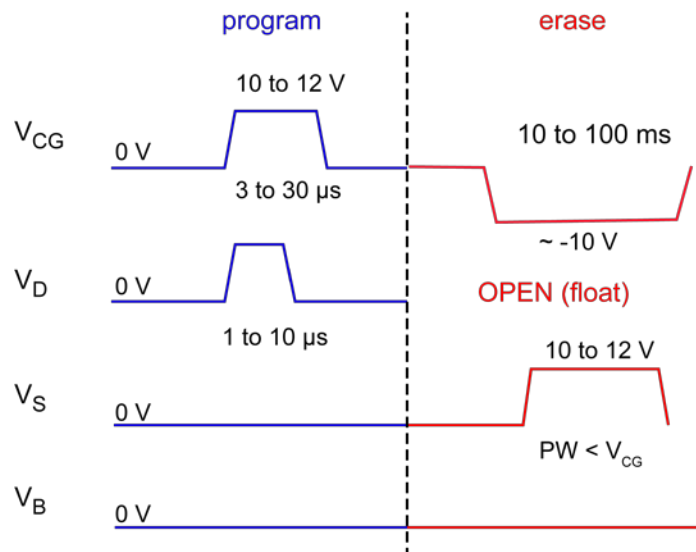 program
erase
10 to 12 V
V_CG
0 V
10 to 100 ms
3 to 30 µs
~ -10 V
V_D
0 V
OPEN (float)
1 to 10 µs
10 to 12 V
V_S
0 V
PW < V_CG
V_B
0 V